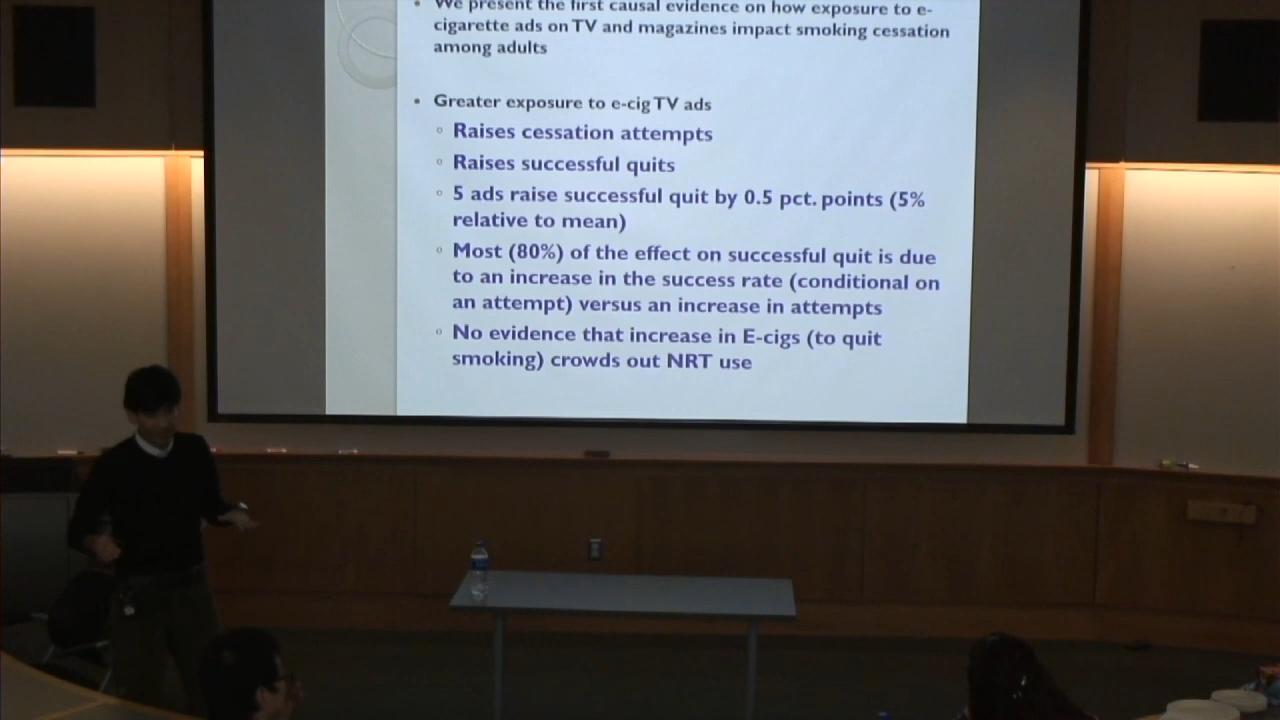 We present the first causal evidence on how exposure to e-
cigarette ads on TV and magazines impact smoking cessation
among adults
Greater exposure to e-cig TV ads
Raises cessation attempts
Raises successful quits
5 ads raise successful quit by 0.5 pct. points (5%
relative to mean)
Most (80%) of the effect on successful quit is due
to an increase in the success rate (conditional on
an attempt) versus an increase in attempts
No evidence that increase in E-cigs (to quit
smoking) crowds out NRT use